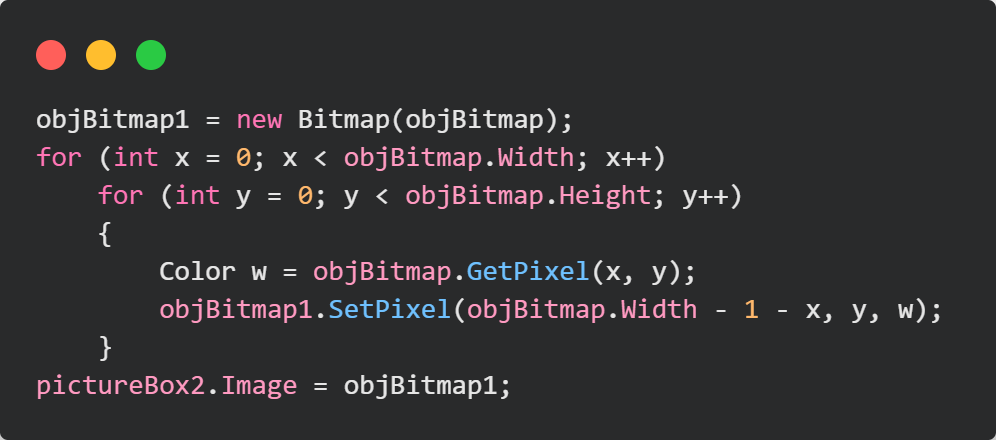 objBitmap1 = new Bitmap(objBitmap);
for (int x = 0; x < objBitmap.Width; x++)
    for (int y = 0; y < objBitmap.Height; y++)
    {
        Color w = objBitmap.GetPixel(x, y);
        objBitmap1.SetPixel(objBitmap.Width - 1 - x, y, w);
    }
pictureBox2.Image = objBitmap1;